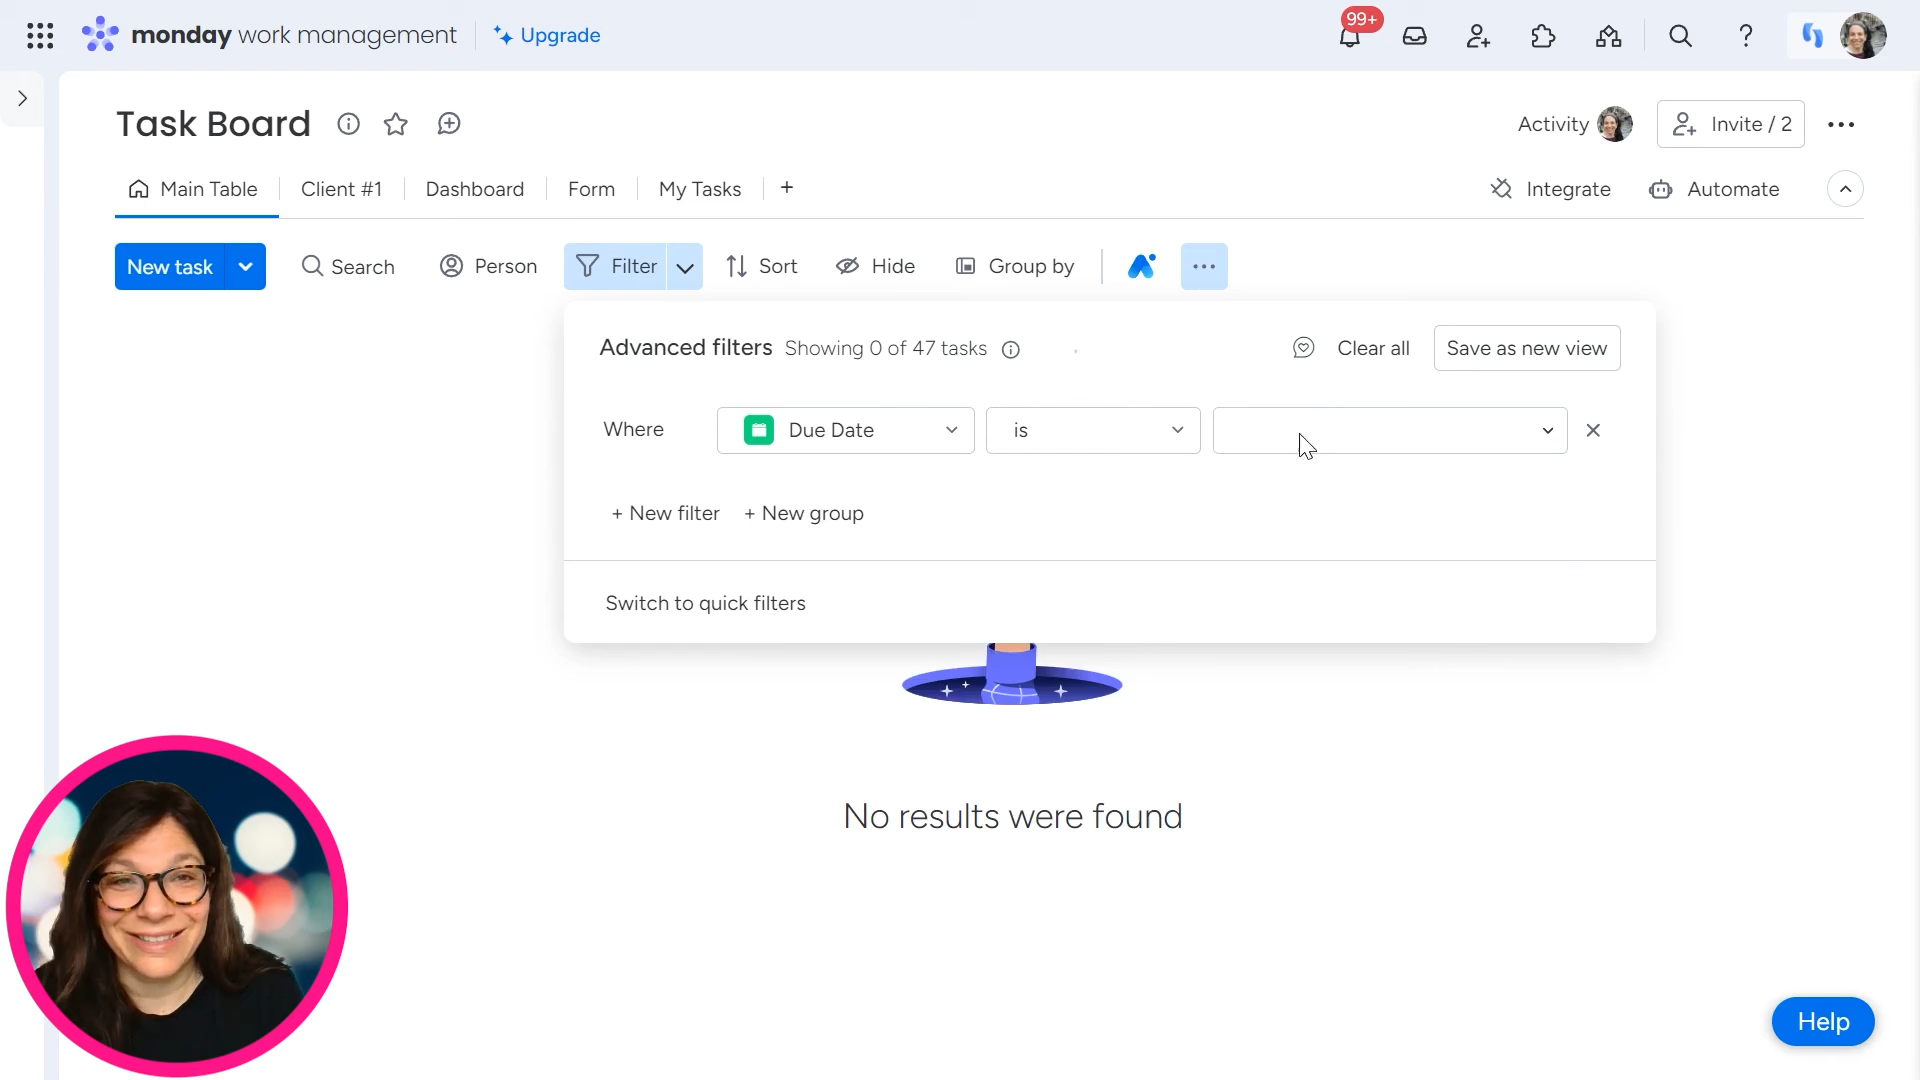 monday work management
Upgrade
99+
Task Board
Activity
Invite / 2
Main Table
Client #1
Dashboard
Form
My Tasks
+
Integrate
Automate
New task
Search
Person
Filter
Sort
Hide
Group by
Advanced filters
Showing 0 of 47 tasks
Clear all
Save as new view
Where
Due Date
is
+ New filter
+ New group
Switch to quick filters
No results were found
Help